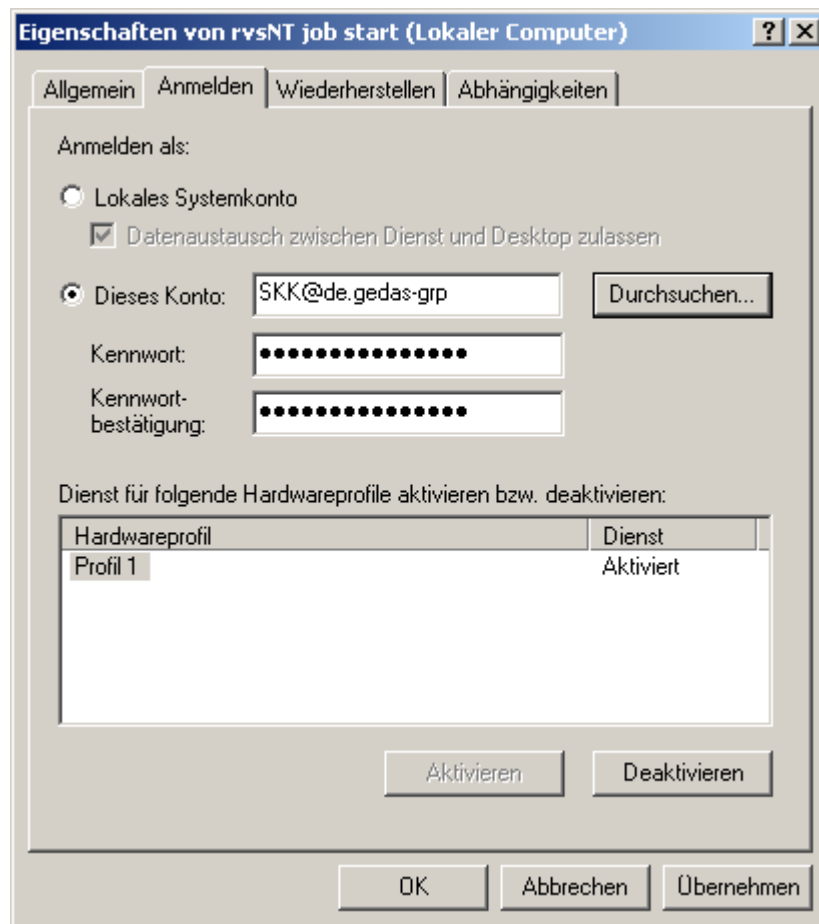 Eigenschaften von rvsNT job start (Lokaler Computer)
Allgemein Anmelden Wiederherstellen Abhängigkeiten
Anmelden als:
Lokales Systemkonto
Datenaustausch zwischen Dienst und Desktop zulassen
Dieses Konto: SKK@de.gedas-grp Durchsuchen...
Kennwort: ●●●●●●●●●●●●●●●
Kennwort-
bestätigung: ●●●●●●●●●●●●●●●
Dienst für folgende Hardwareprofile aktivieren bzw. deaktivieren:
Hardwareprofil Dienst
Profil 1 Aktiviert
Aktivieren Deaktivieren
OK Abbrechen Übernehmen